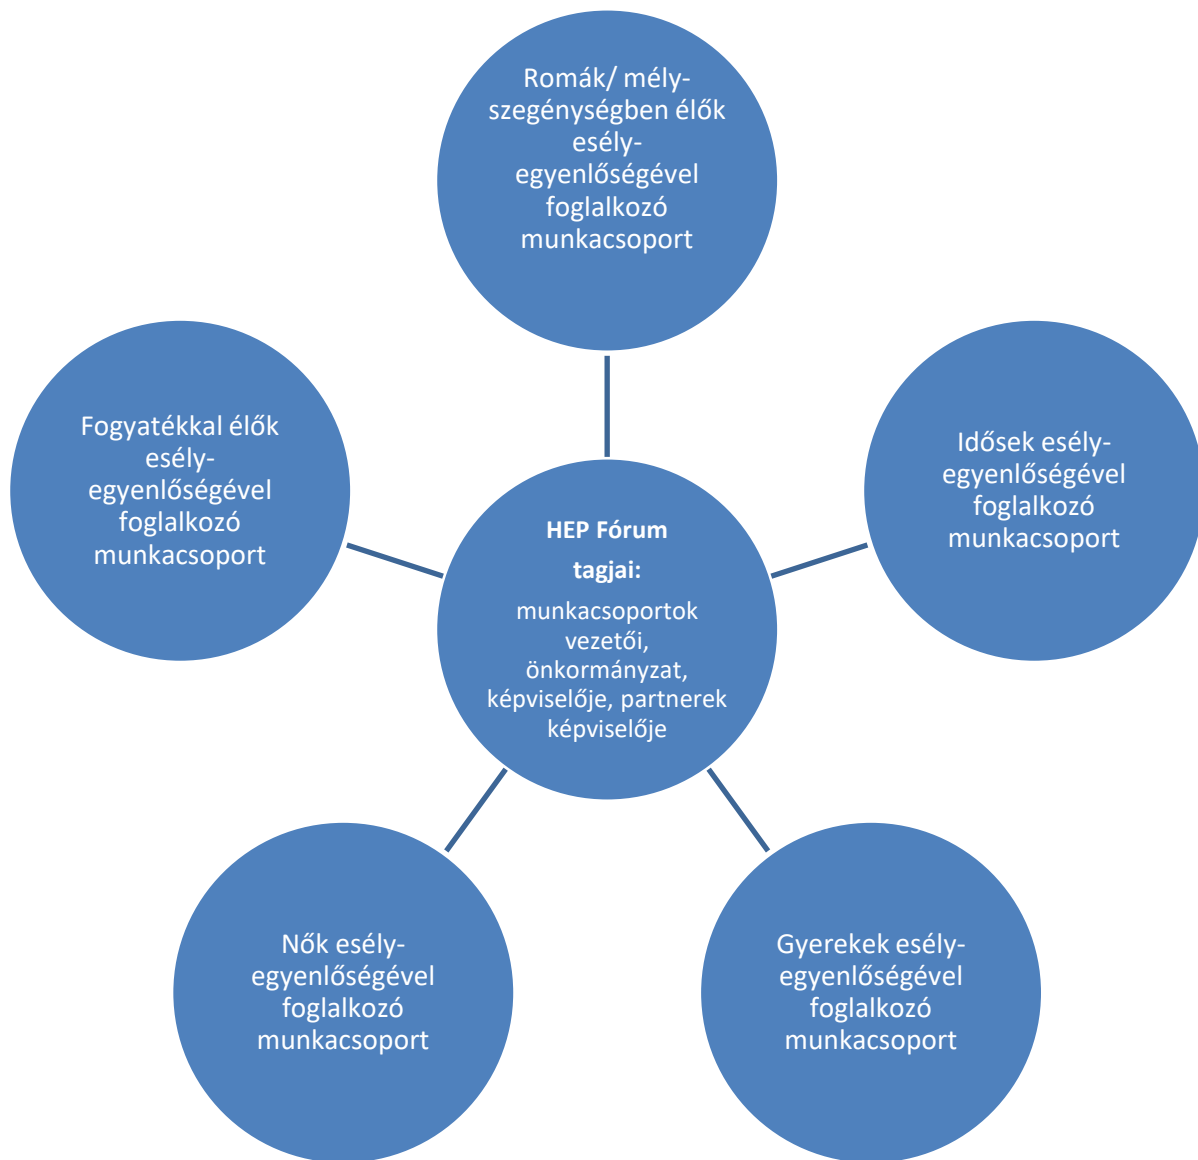 Romák/ mély-
szegénységben élők
esély-
egyenlőségével
foglalkozó
munkacsoport
Fogyatékkal élők
esély-
egyenlőségével
foglalkozó
munkacsoport
Idősek esély-
egyenlőségével
foglalkozó
munkacsoport
HEP Fórum
tagjai:
munkacsoportok
vezetői,
önkormányzat,
képviselője, partnerek
képviselője
Nők esély-
egyenlőségével
foglalkozó
munkacsoport
Gyerekek esély-
egyenlőségével
foglalkozó
munkacsoport